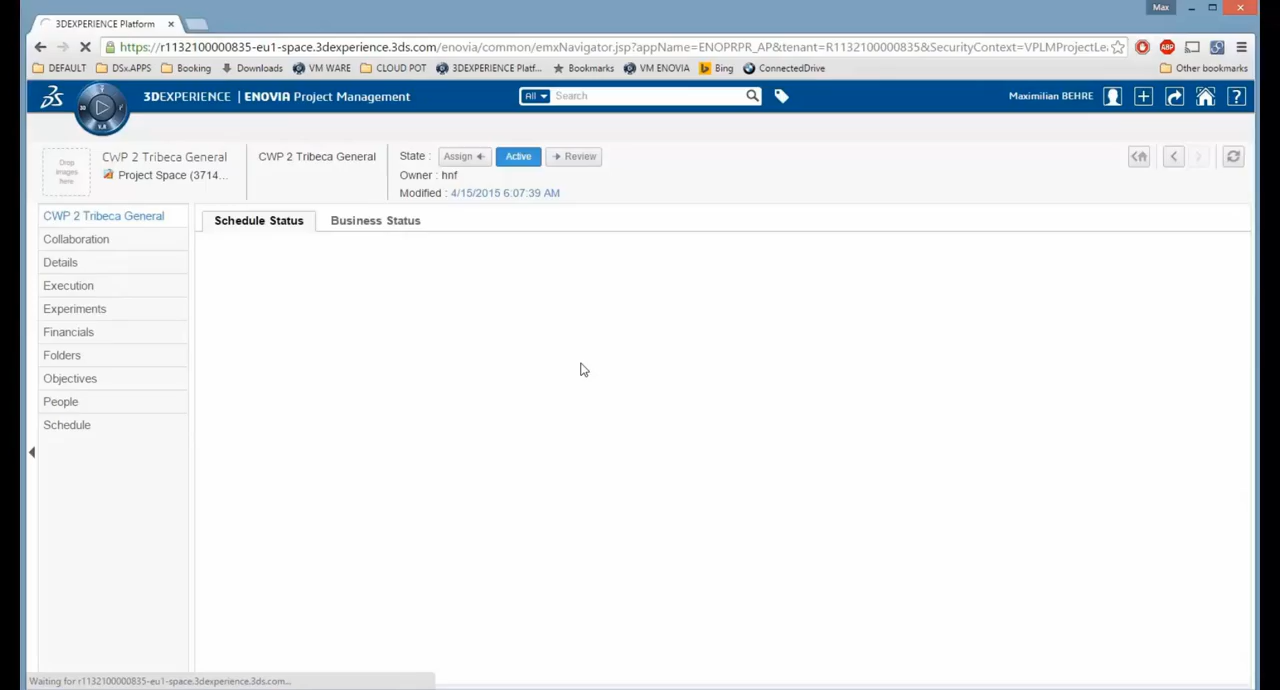 Max
3DEXPERIENCE Platform
https://r1132100000835-eu1-space.3dexperience.3ds.com/enovia/common/emxNavigator.jsp?appName=ENOPRPR_AP&tenant=R1132100000835&SecurityContext=VPLMProjectLe
ABP
DEFAULT DSx.APPS Booking Downloads VM WARE CLOUD POT 3DEXPERIENCE Platf... Bookmarks VM ENOVIA Bing ConnectedDrive Other bookmarks
3DEXPERIENCE | ENOVIA Project Management All Search Maximilian BEHRE
Drop images here
CWP 2 Tribeca General
Project Space (3714...
CWP 2 Tribeca General
State : Assign Active Review
Owner : hnf
Modified : 4/15/2015 6:07:39 AM
CWP 2 Tribeca General
Collaboration
Details
Execution
Experiments
Financials
Folders
Objectives
People
Schedule
Schedule Status Business Status
Waiting for r1132100000835-eu1-space.3dexperience.3ds.com...